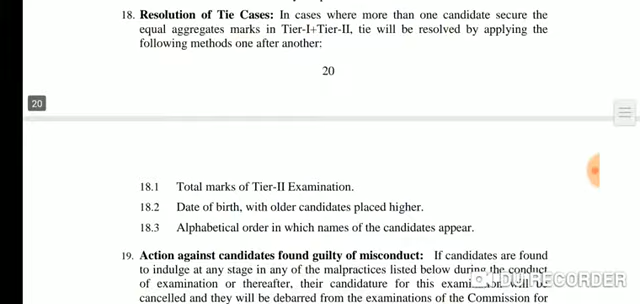 18. Resolution of Tie Cases: In cases where more than one candidate secure the
equal aggregates marks in Tier-I+Tier-II, tie will be resolved by applying the
following methods one after another:
20
20
18.1 Total marks of Tier-II Examination.
18.2 Date of birth, with older candidates placed higher.
18.3 Alphabetical order in which names of the candidates appear.
19. Action against candidates found guilty of misconduct: If candidates are found
to indulge at any stage in any of the malpractices listed below during the conduct
of examination or thereafter, their candidature for this examination will be
cancelled and they will be debarred from the examinations of the Commission for
DU RECORDER